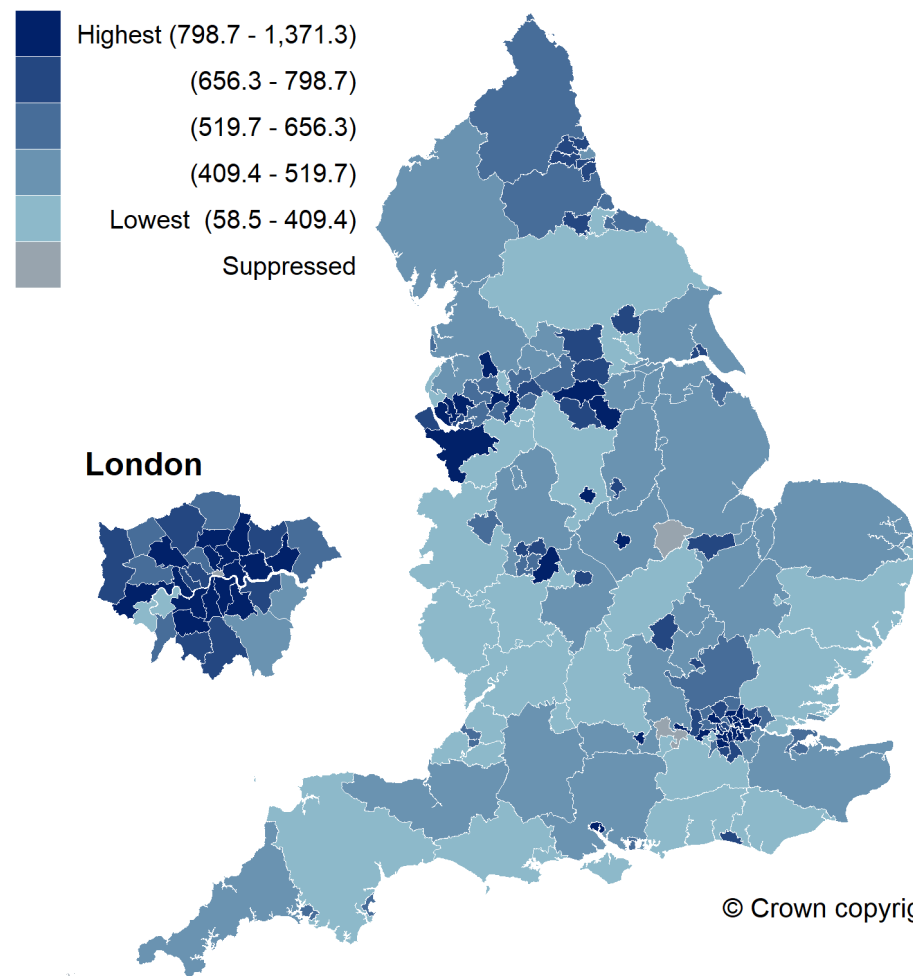 Highest (798.7 - 1,371.3)
(656.3 - 798.7)
(519.7 - 656.3)
(409.4 - 519.7)
Lowest (58.5 - 409.4)
Suppressed
London
© Crown copyrig